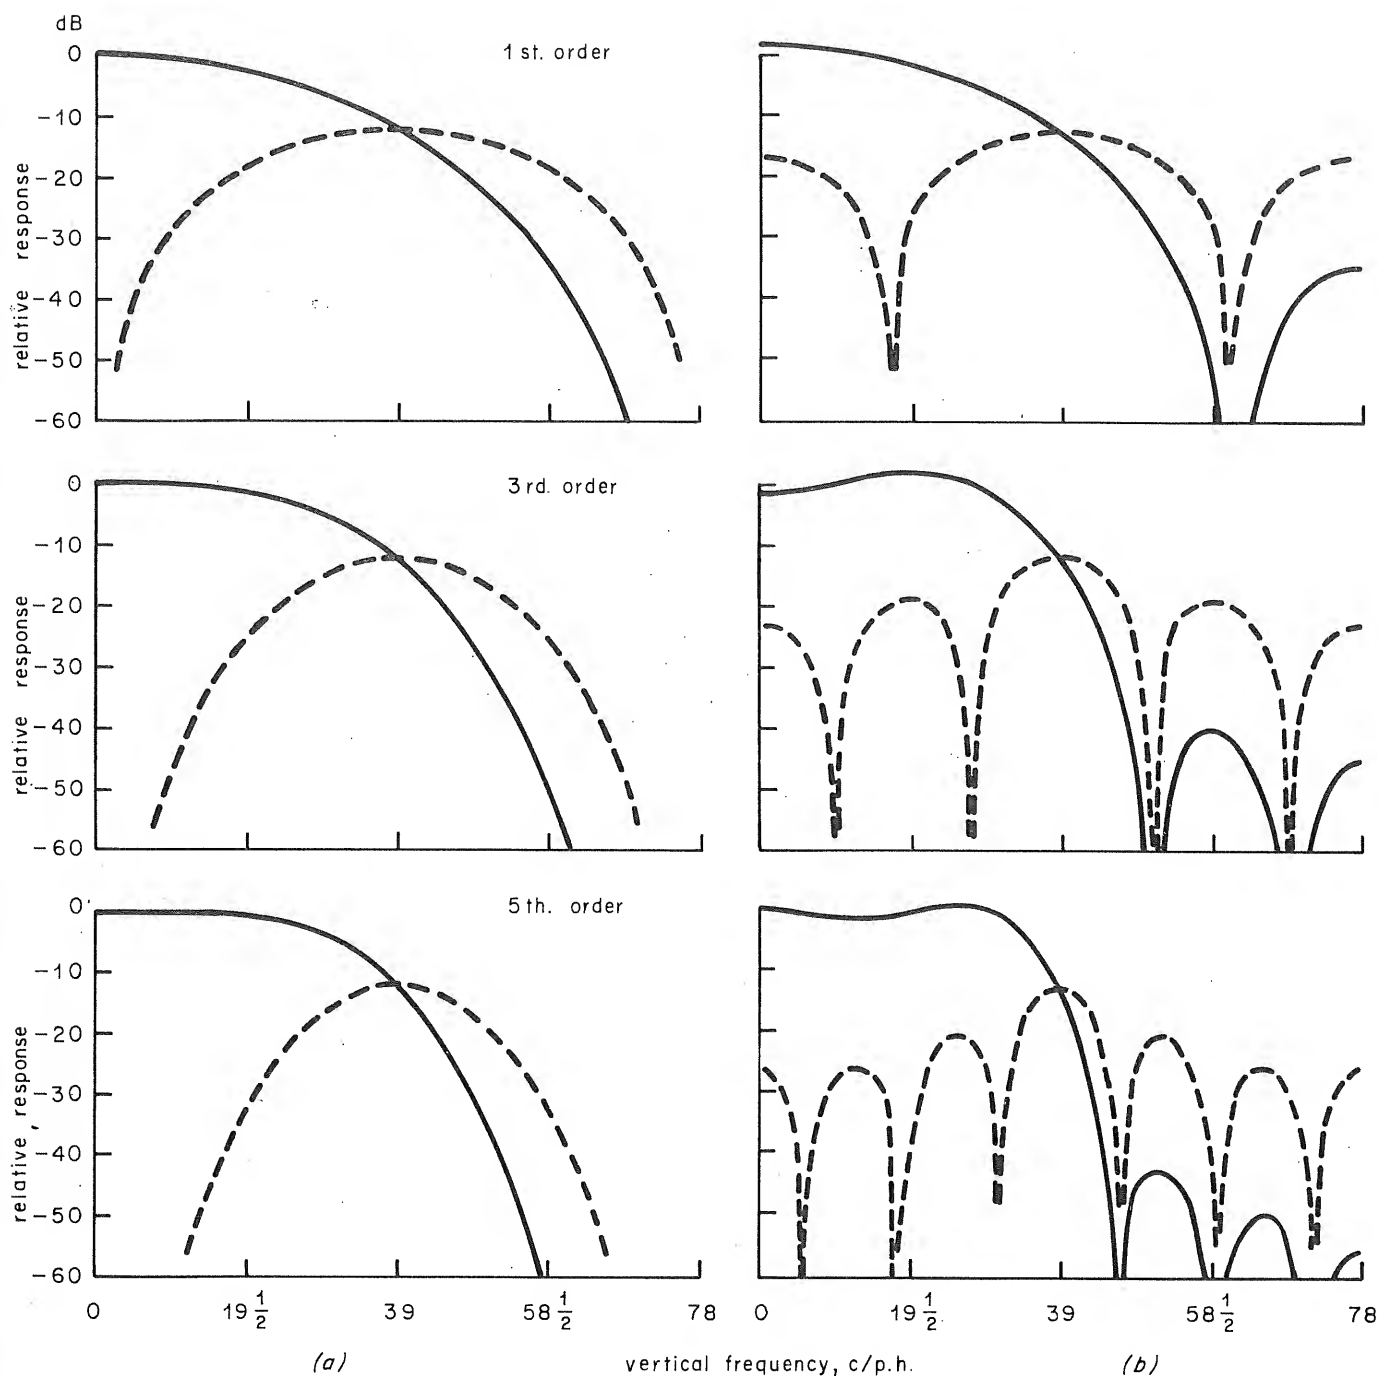 dB
0
1 st. order
-10
-20
-30
-40
-50
-60
relative response
0
3 rd. order
-10
-20
-30
-40
-50
-60
relative response
0
5 th. order
-10
-20
-30
-40
-50
-60
relative, response
0 19 1/2 39 58 1/2 78
0 19 1/2 39 58 1/2 78
(a) vertical frequency, c/p.h. (b)